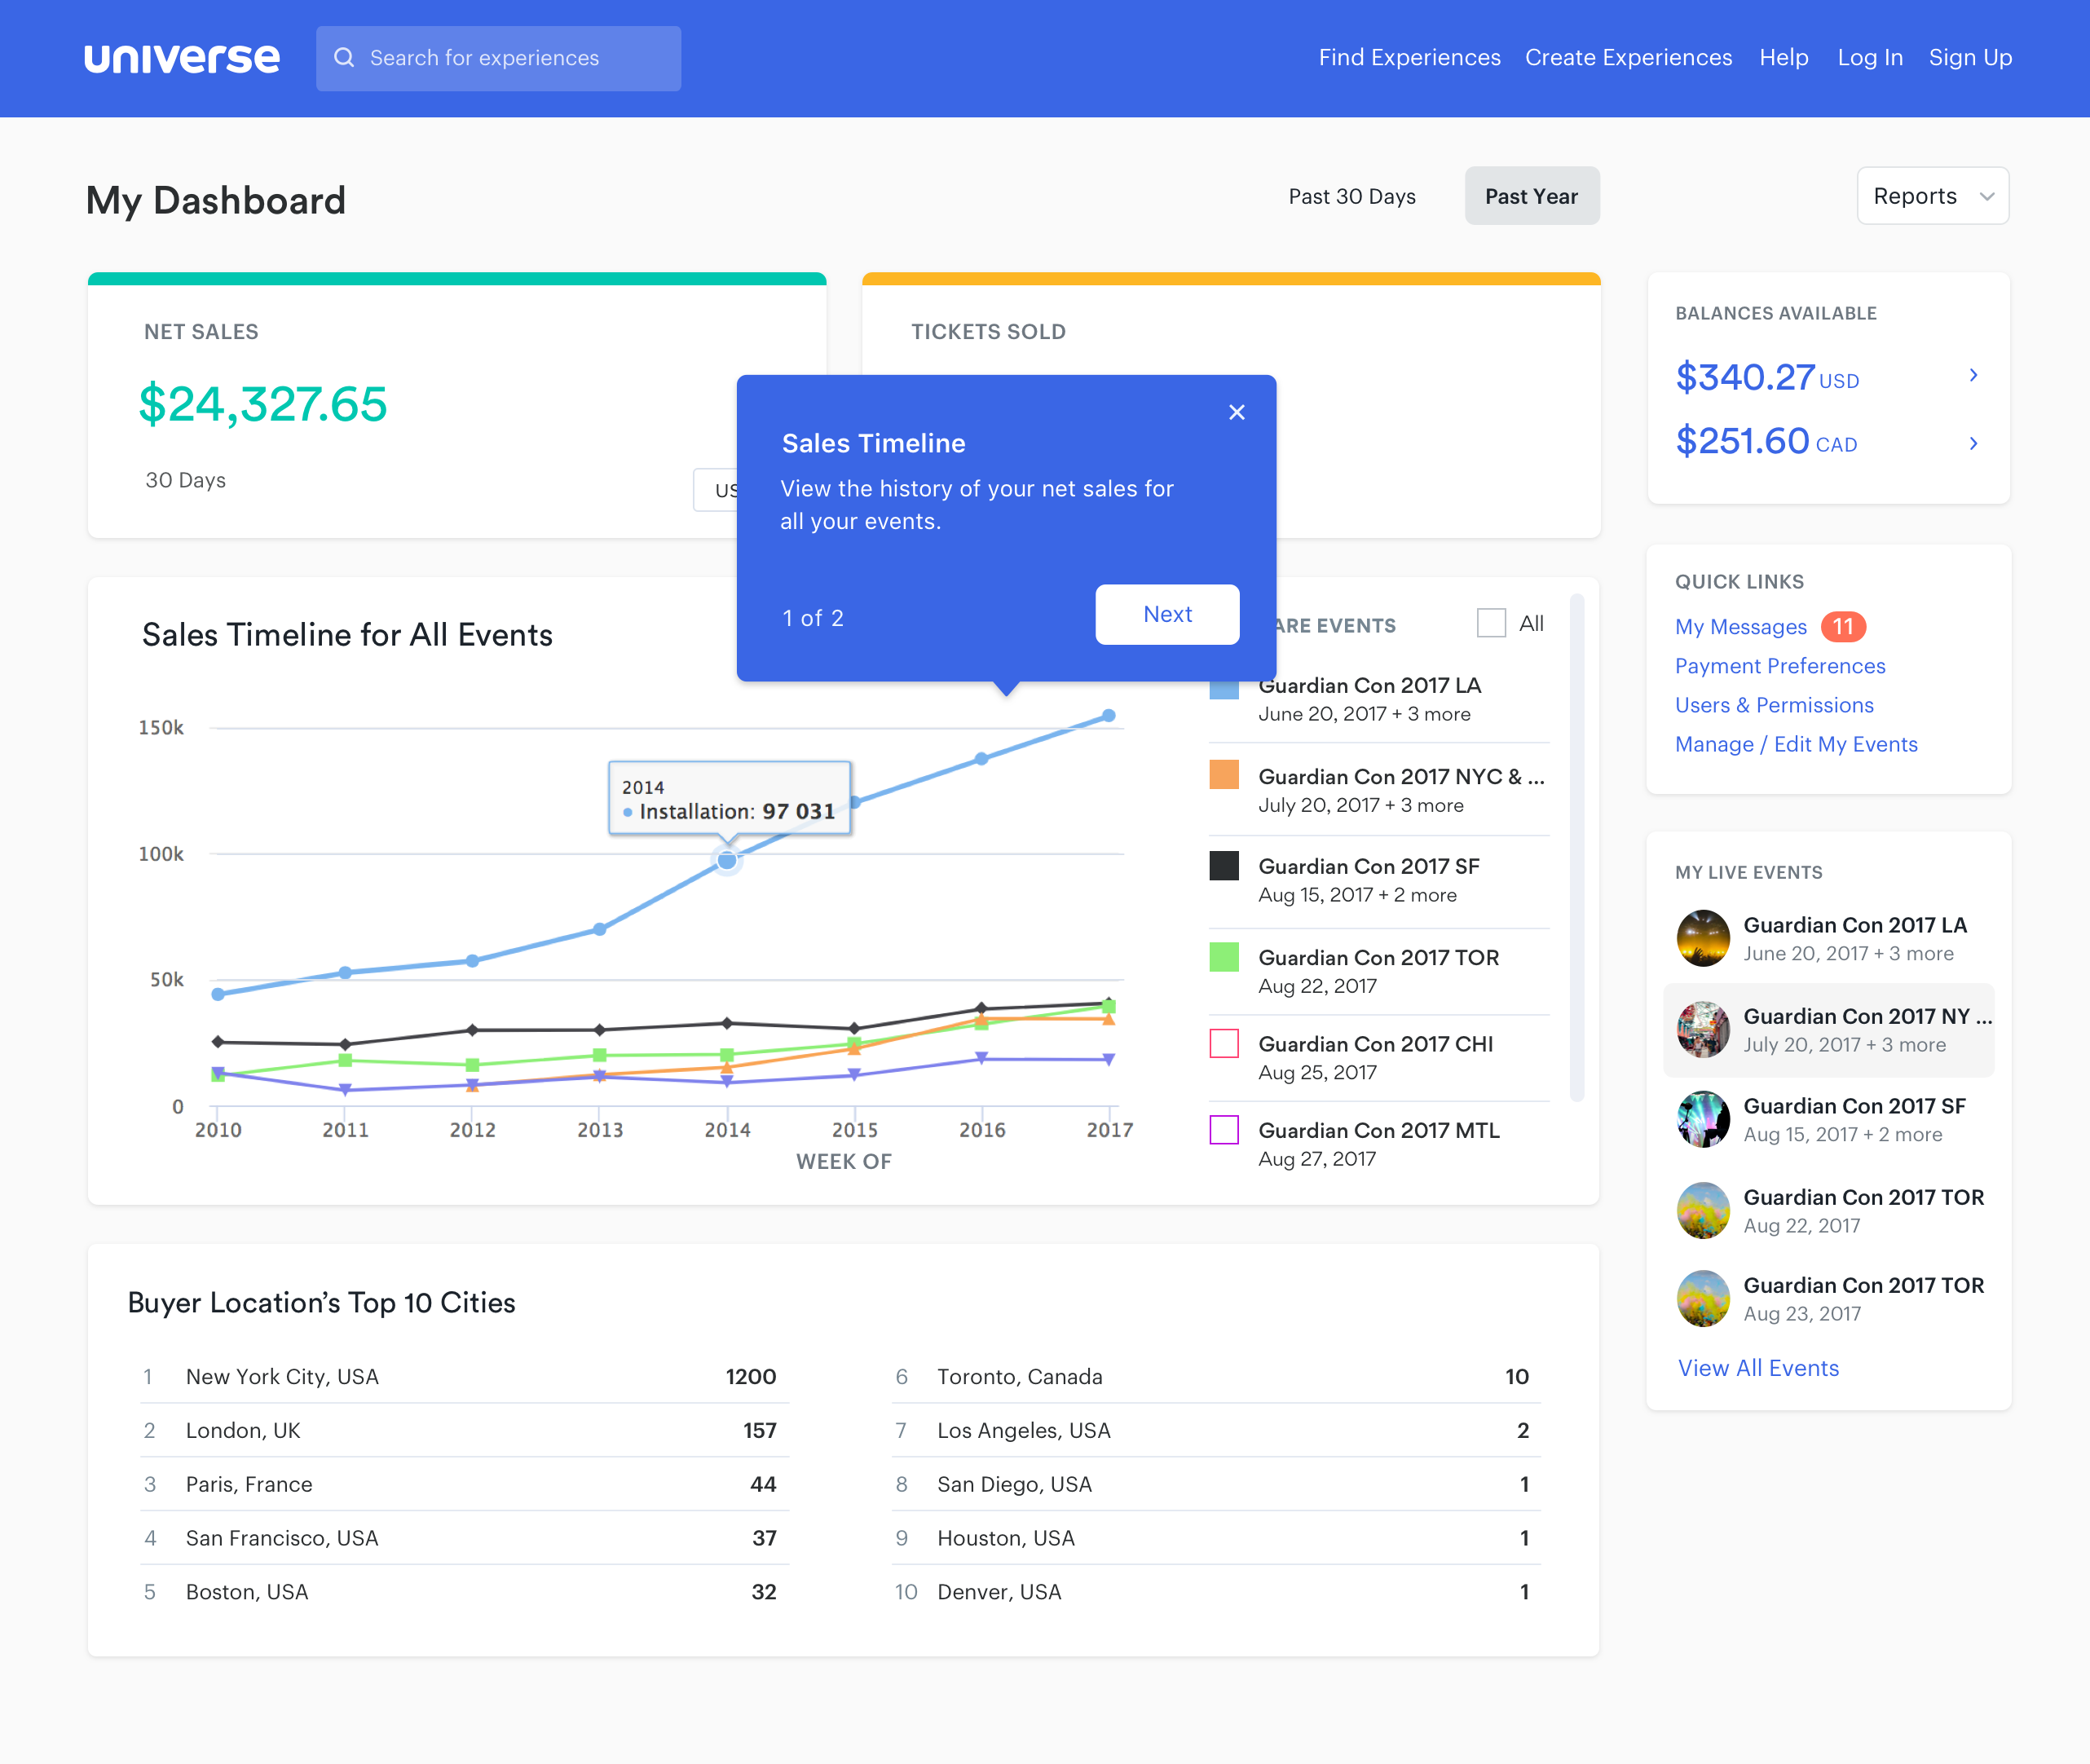 universe
Search for experiences
Find Experiences
Create Experiences
Help
Log In
Sign Up
My Dashboard
Past 30 Days
Past Year
Reports
NET SALES
$24,327.65
30 Days
TICKETS SOLD
Sales Timeline
View the history of your net sales for
all your events.
1 of 2
Next
BALANCES AVAILABLE
$340.27 USD
$251.60 CAD
QUICK LINKS
My Messages 11
Payment Preferences
Users & Permissions
Manage / Edit My Events
Sales Timeline for All Events
150k
100k
50k
0
2014
Installation: 97 031
2010
2011
2012
2013
2014
2015
2016
2017
WEEK OF
EVENTS
All
Guardian Con 2017 LA
June 20, 2017 + 3 more
Guardian Con 2017 NYC & ...
July 20, 2017 + 3 more
Guardian Con 2017 SF
Aug 15, 2017 + 2 more
Guardian Con 2017 TOR
Aug 22, 2017
Guardian Con 2017 CHI
Aug 25, 2017
Guardian Con 2017 MTL
Aug 27, 2017
MY LIVE EVENTS
Guardian Con 2017 LA
June 20, 2017 + 3 more
Guardian Con 2017 NY ...
July 20, 2017 + 3 more
Guardian Con 2017 SF
Aug 15, 2017 + 2 more
Guardian Con 2017 TOR
Aug 22, 2017
Guardian Con 2017 TOR
Aug 23, 2017
View All Events
Buyer Location’s Top 10 Cities
1 New York City, USA 1200
2 London, UK 157
3 Paris, France 44
4 San Francisco, USA 37
5 Boston, USA 32
6 Toronto, Canada 10
7 Los Angeles, USA 2
8 San Diego, USA 1
9 Houston, USA 1
10 Denver, USA 1